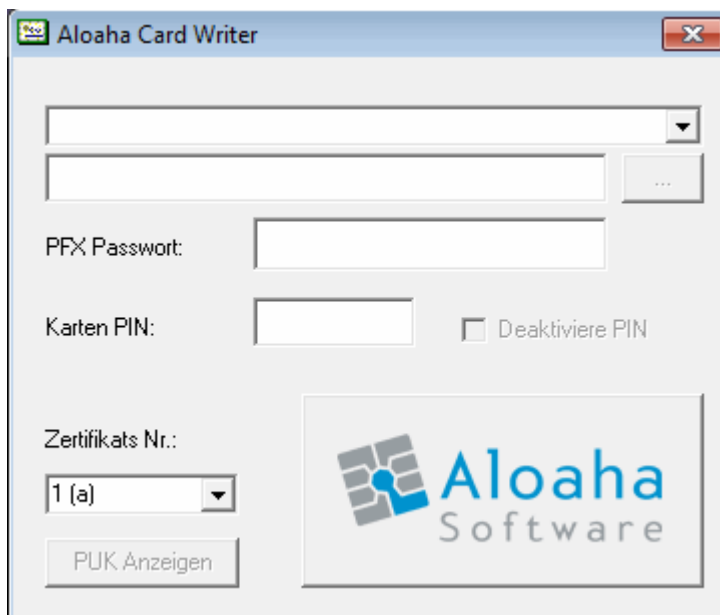 Aloaha Card Writer
...
PFX Passwort:
Karten PIN:
Deaktiviere PIN
Zertifikats Nr.:
1 (a)
PUK Anzeigen
Aloaha
Software